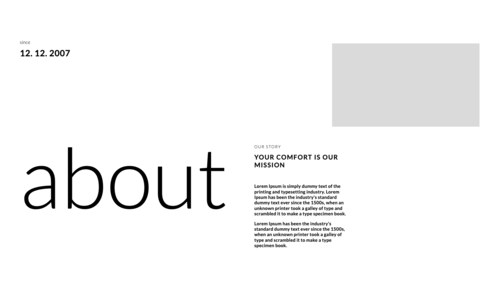 12. 12. 2007
about
OUR STORY
YOUR COMFORT IS OUR
MISSION
Lorem Ipsum is simply dummy text of the
printing and typesetting industry. Lorem
Ipsum has been the industry's standard
dummy text ever since the 1500s, when an
unknown printer took a galley of type and
scrambled it to make a type specimen book.
Lorem Ipsum has been the industry's
standard dummy text ever since the 1500s,
when an unknown printer took a galley of
type and scrambled it to make a type
specimen book.